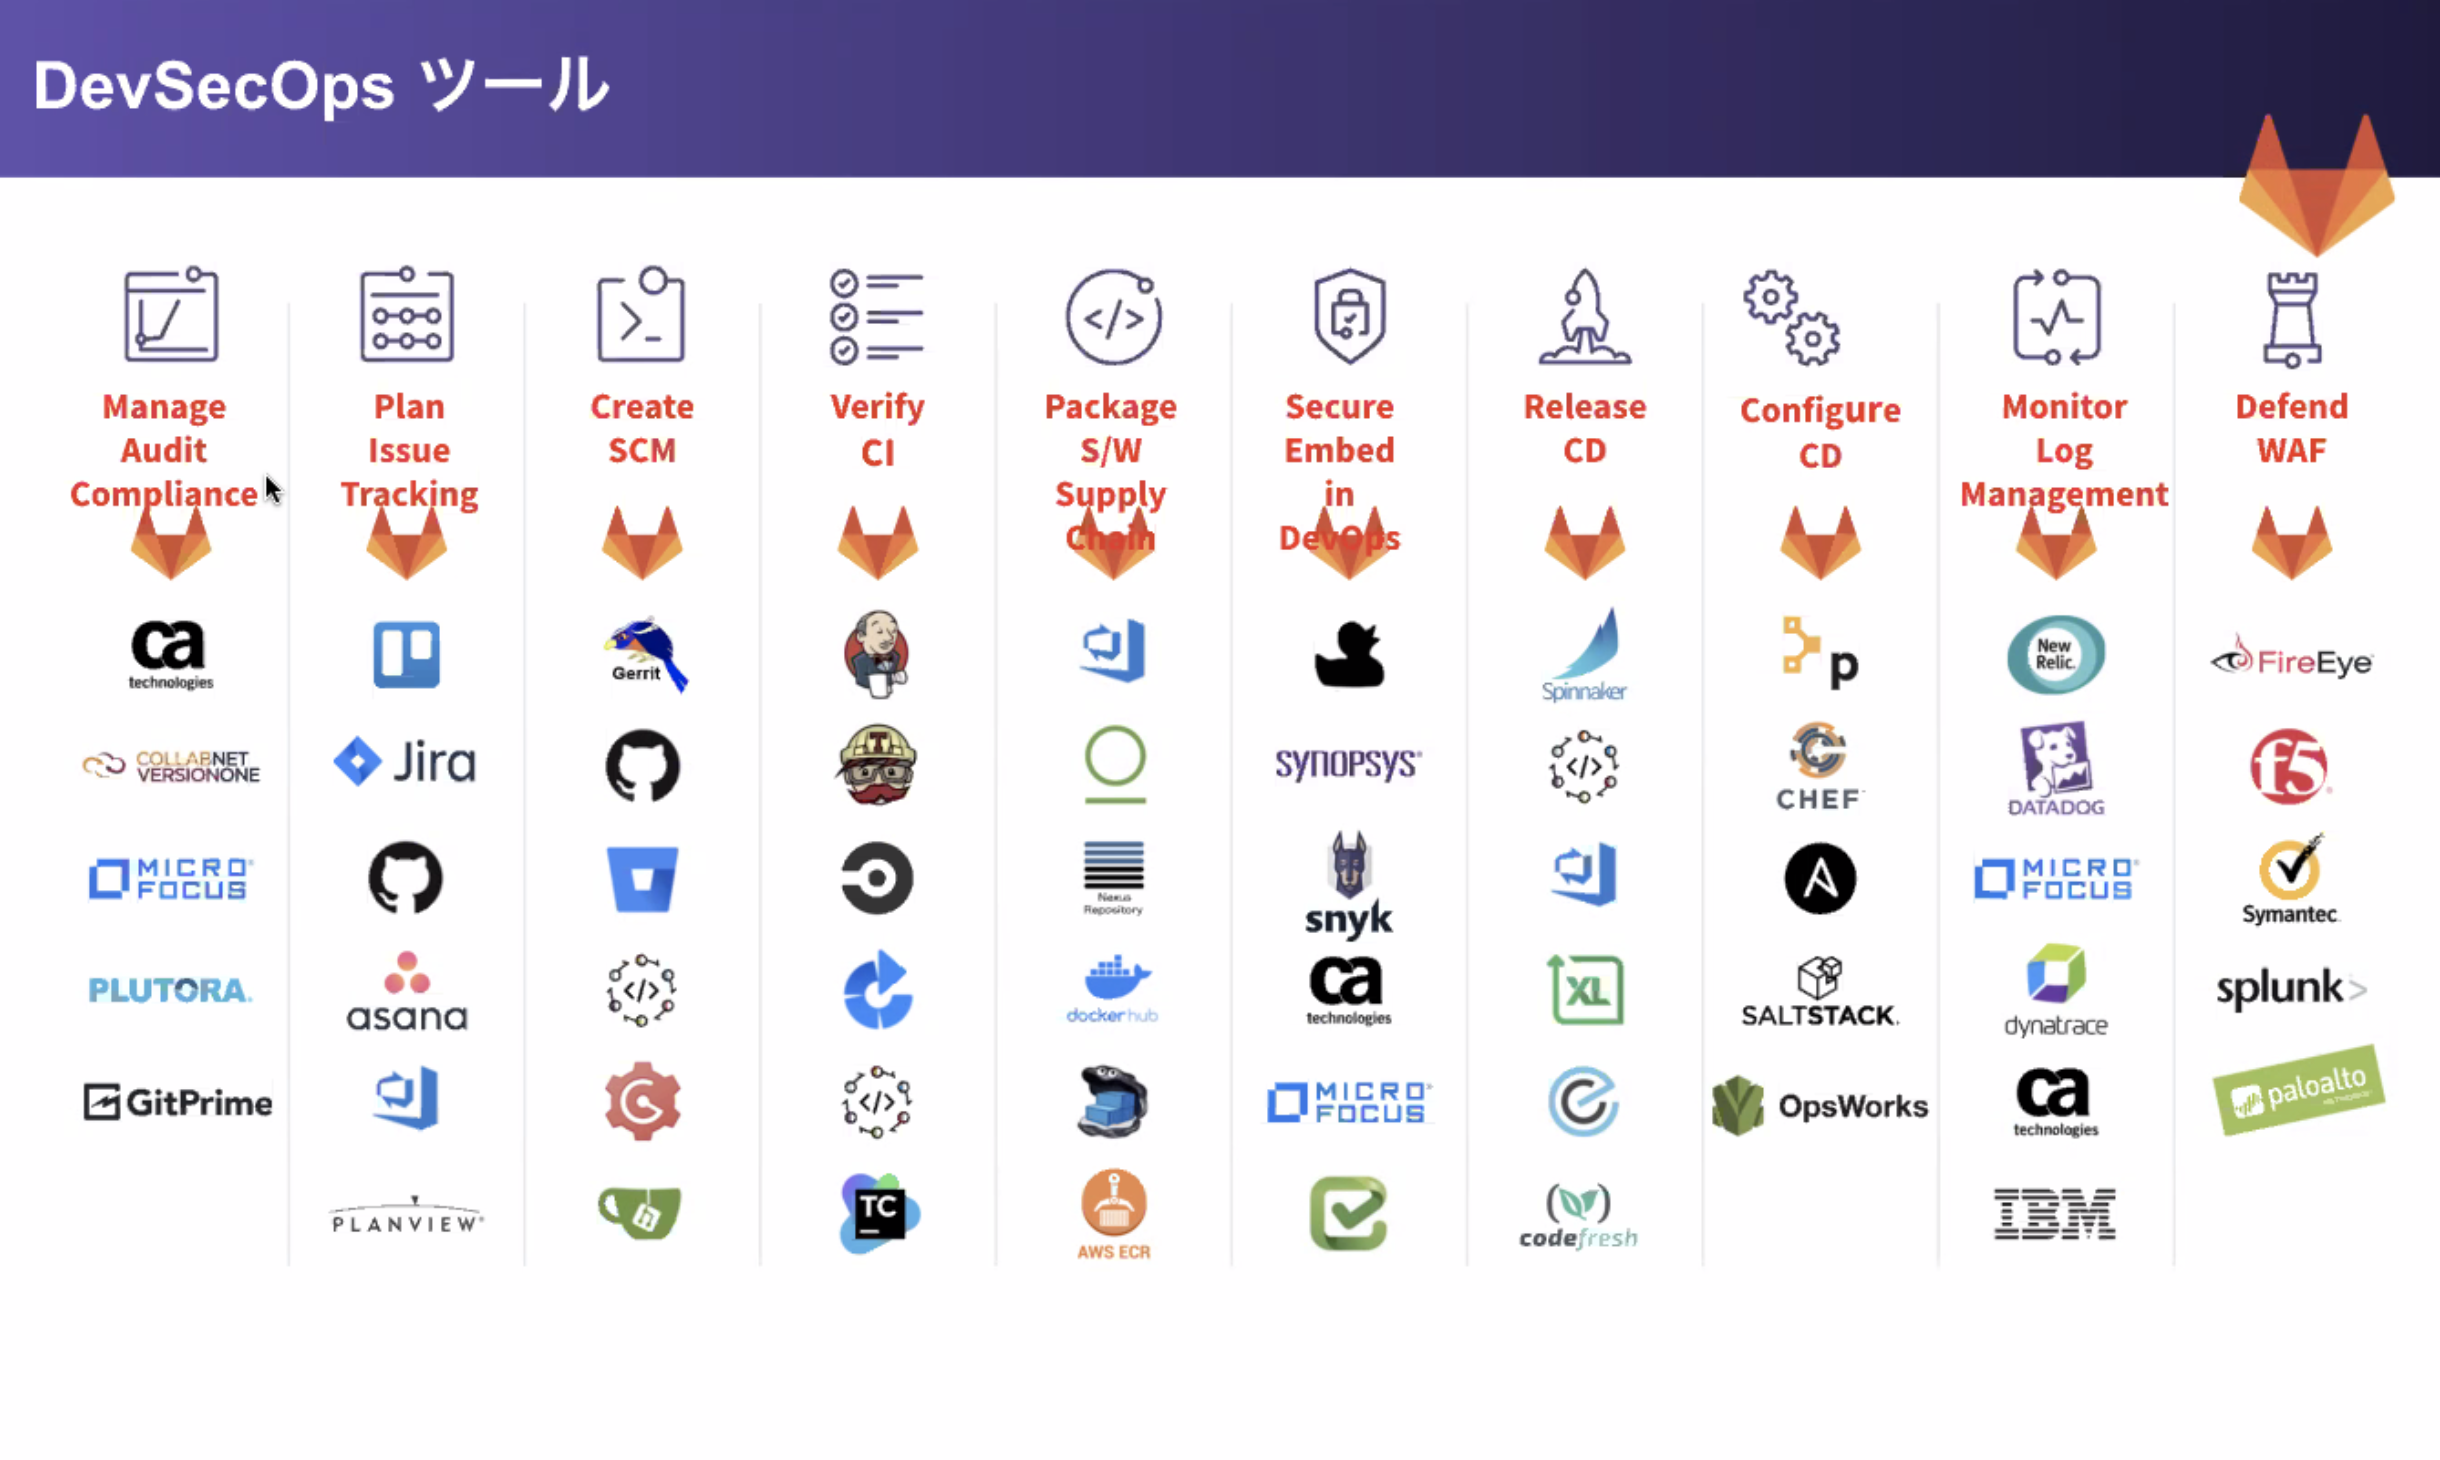 DevSecOps ツール
Manage
Audit
Compliance
Plan
Issue
Tracking
Create
SCM
Verify
CI
Package
S/W
Supply
Chain
Secure
Embed
in
DevOps
Release
CD
Configure
CD
Monitor
Log
Management
Defend
WAF
ca
technologies
COLLABNET
VERSIONONE
MICRO
FOCUS
PLUTORA.
GitPrime
Jira
asana
PLANVIEW
Gerrit
T
TC
Nexus
Repository
docker hub
AWS ECR
SYNOPSYS
snyk
ca
technologies
MICRO
FOCUS
Spinnaker
XL
codefresh
p
CHEF
A
SALTSTACK.
OpsWorks
New
Relic.
DATADOG
MICRO
FOCUS
dynatrace
ca
technologies
IBM
FireEye
f5
Symantec.
splunk>
paloalto